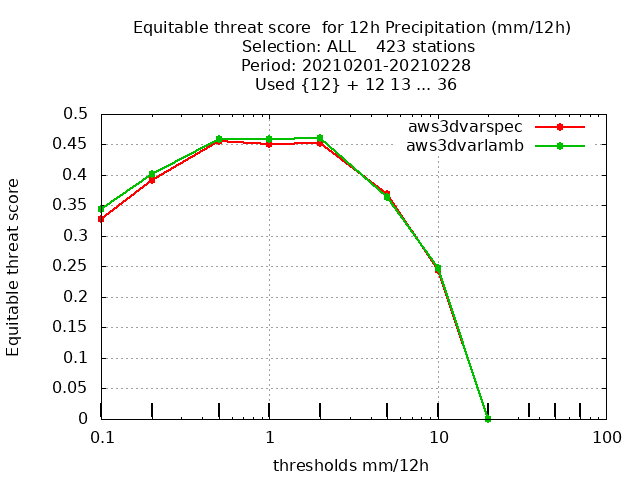 Equitable threat score  for 12h Precipitation (mm/12h)
Selection: ALL    423 stations
Period: 20210201-20210228
Used {12} + 12 13 ... 36
aws3dvarspec
aws3dvarlamb
0.5
0.45
0.4
0.35
0.3
0.25
0.2
0.15
0.1
0.05
0
Equitable threat score
0.1 1 10 100
thresholds mm/12h